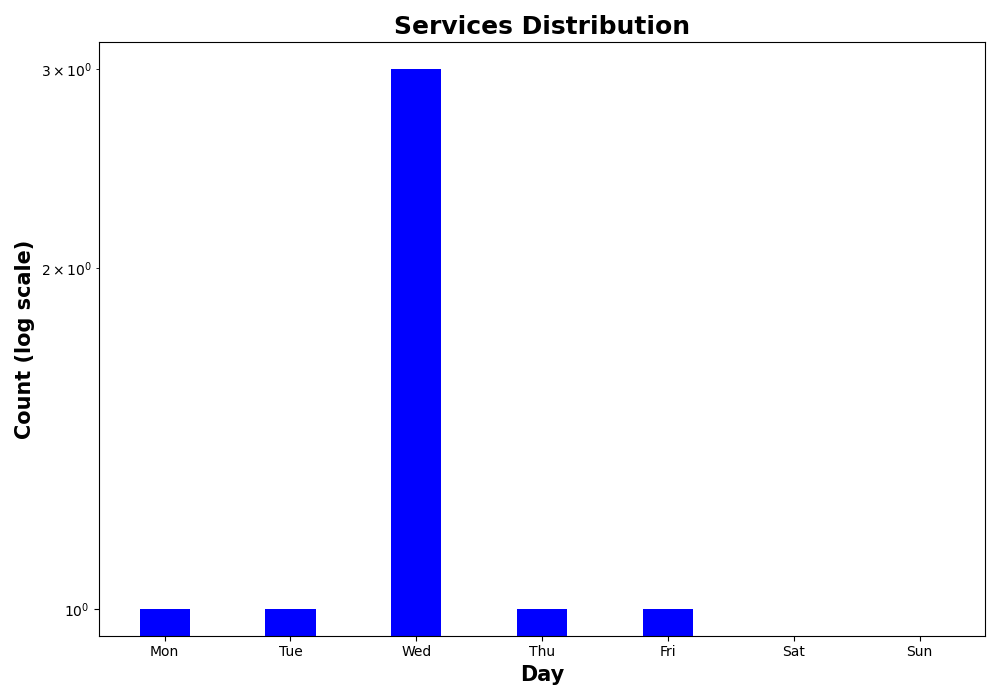 Services Distribution
Count (log scale)
3 × 10⁰
2 × 10⁰
10⁰
Mon Tue Wed Thu Fri Sat Sun
Day